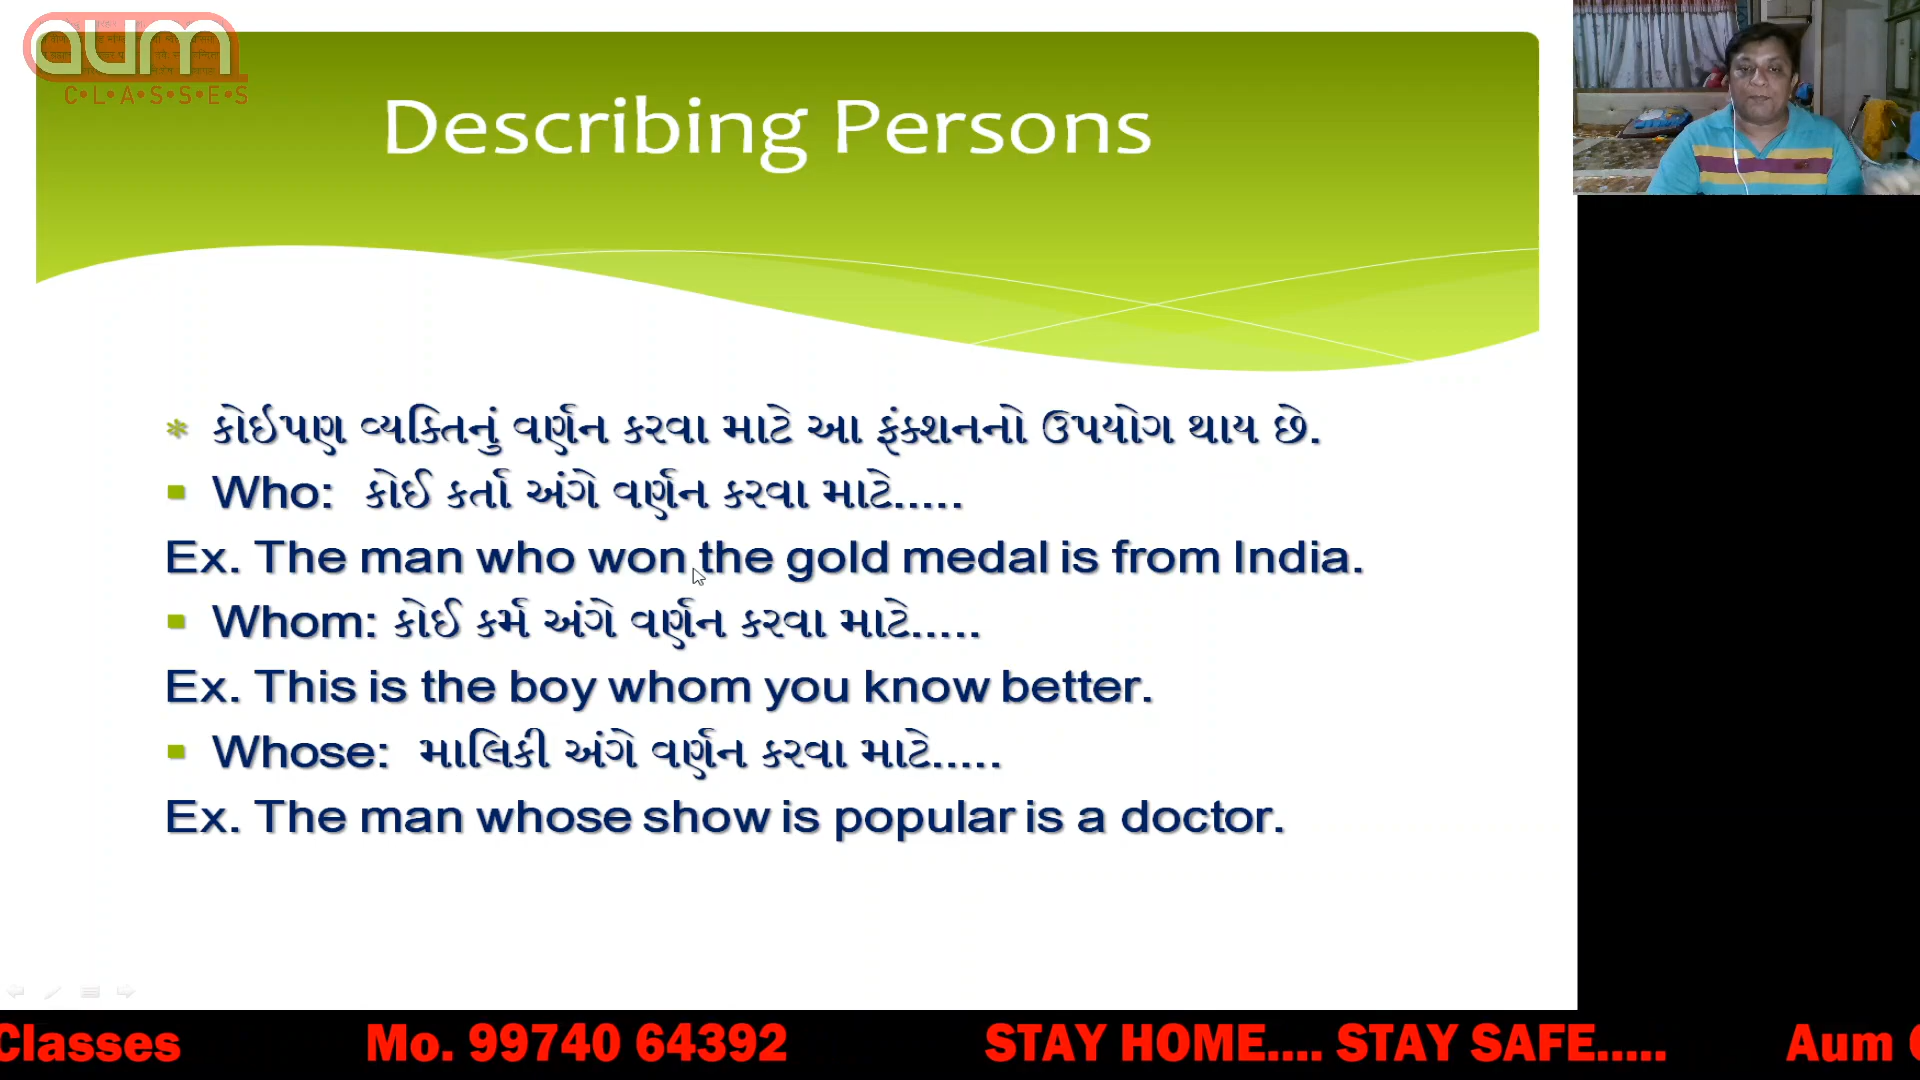 aum
C•L•A•S•S•E•S
Describing Persons
* કોઈપણ વ્યક્તિનું વર્ણન કરવા માટે આ ફંક્શનનો ઉપયોગ થાય છે.
Who: કોઈ કર્તા અંગે વર્ણન કરવા માટે.....
Ex. The man who won the gold medal is from India.
Whom: કોઈ કર્મ અંગે વર્ણન કરવા માટે.....
Ex. This is the boy whom you know better.
Whose: માલિકી અંગે વર્ણન કરવા માટે.....
Ex. The man whose show is popular is a doctor.
Classes Mo. 99740 64392 STAY HOME.... STAY SAFE..... Aum